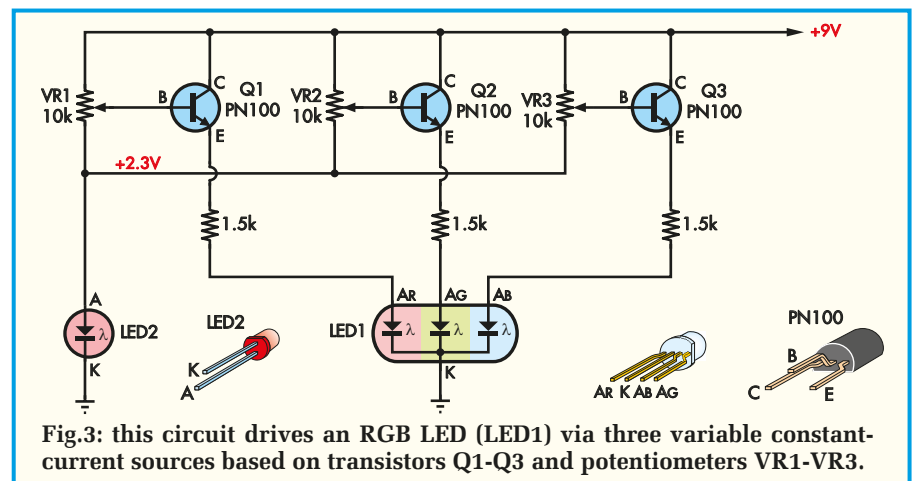 +9V
VR1
10k
B
C
Q1
PN100
E
VR2
10k
B
C
Q2
PN100
E
VR3
10k
B
C
Q3
PN100
E
+2.3V
1.5k
1.5k
1.5k
A
λ
LED2
K
LED2
K
A
AR
AG
AB
LED1
λ
λ
λ
K
AR K AB AG
PN100
B
C
E
Fig.3: this circuit drives an RGB LED (LED1) via three variable constant-
current sources based on transistors Q1-Q3 and potentiometers VR1-VR3.